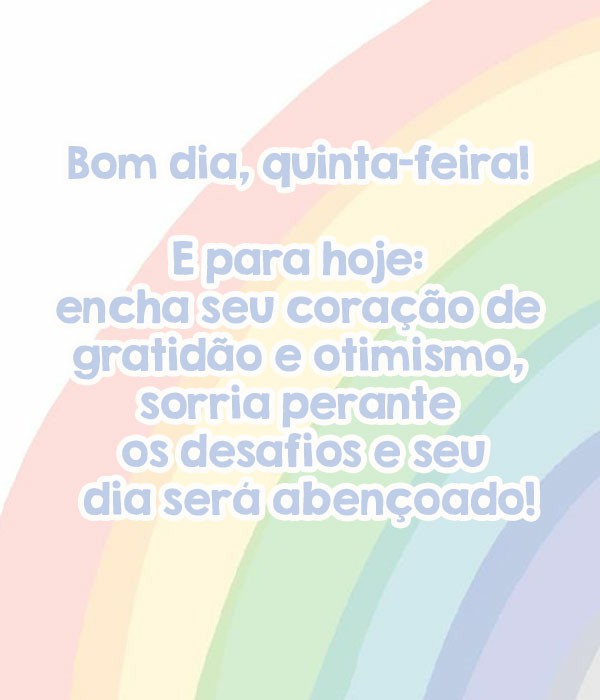 Bom dia, quinta-feira!
E para hoje:
encha seu coração de
gratidão e otimismo,
sorria perante
os desafios e seu
dia será abençoado!